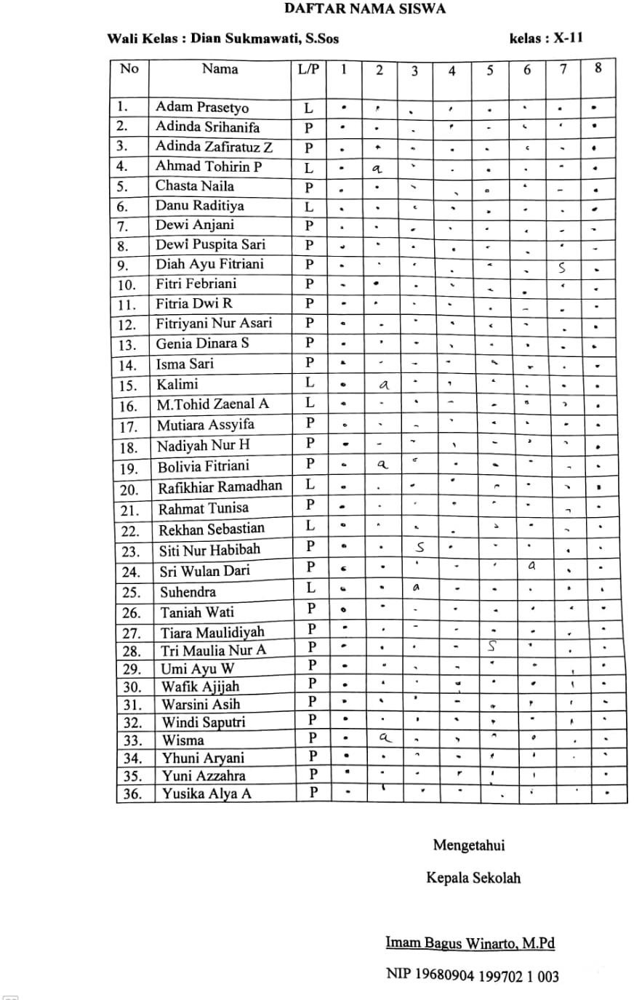 DAFTAR NAMA SISWA
Wali Kelas : Dian Sukmawati, S.Sos kelas : X-11
No Nama L/P 1 2 3 4 5 6 7 8
1. Adam Prasetyo L • • • • • • • •
2. Adinda Srihanifa P • • • • • • • •
3. Adinda Zafiratuz Z P • • • • • • • •
4. Ahmad Tohirin P L • a • • • • • •
5. Chasta Naila P • • • • • • • •
6. Danu Raditiya L • • • • • • • •
7. Dewi Anjani P • • • • • • • •
8. Dewi Puspita Sari P • • • • • • • •
9. Diah Ayu Fitriani P • • • • • • S •
10. Fitri Febriani P • • • • • • • •
11. Fitria Dwi R P • • • • • • • •
12. Fitriyani Nur Asari P • • • • • • • •
13. Genia Dinara S P • • • • • • • •
14. Isma Sari P • • • • • • • •
15. Kalimi L • a • • • • • •
16. M.Tohid Zaenal A L • • • • • • • •
17. Mutiara Assyifa P • • • • • • • •
18. Nadiyah Nur H P • • • • • • • •
19. Bolivia Fitriani P • a • • • • • •
20. Rafikhiar Ramadhan L • • • • • • • •
21. Rahmat Tunisa P • • • • • • • •
22. Rekhan Sebastian L • • • • • • • •
23. Siti Nur Habibah P • • S • • • • •
24. Sri Wulan Dari P • • • • • a • •
25. Suhendra L • • a • • • • •
26. Taniah Wati P • • • • • • • •
27. Tiara Maulidiyah P • • • • • • • •
28. Tri Maulia Nur A P • • • • S • • •
29. Umi Ayu W P • • • • • • • •
30. Wafik Ajijah P • • • • • • • •
31. Warsini Asih P • • • • • • • •
32. Windi Saputri P • • • • • • • •
33. Wisma P • a • • • • • •
34. Yhuni Aryani P • • • • • • • •
35. Yuni Azzahra P • • • • • • •
36. Yusika Alya A P • • • • • • • •
Mengetahui
Kepala Sekolah
Imam Bagus Winarto, M.Pd
NIP 19680904 199702 1 003